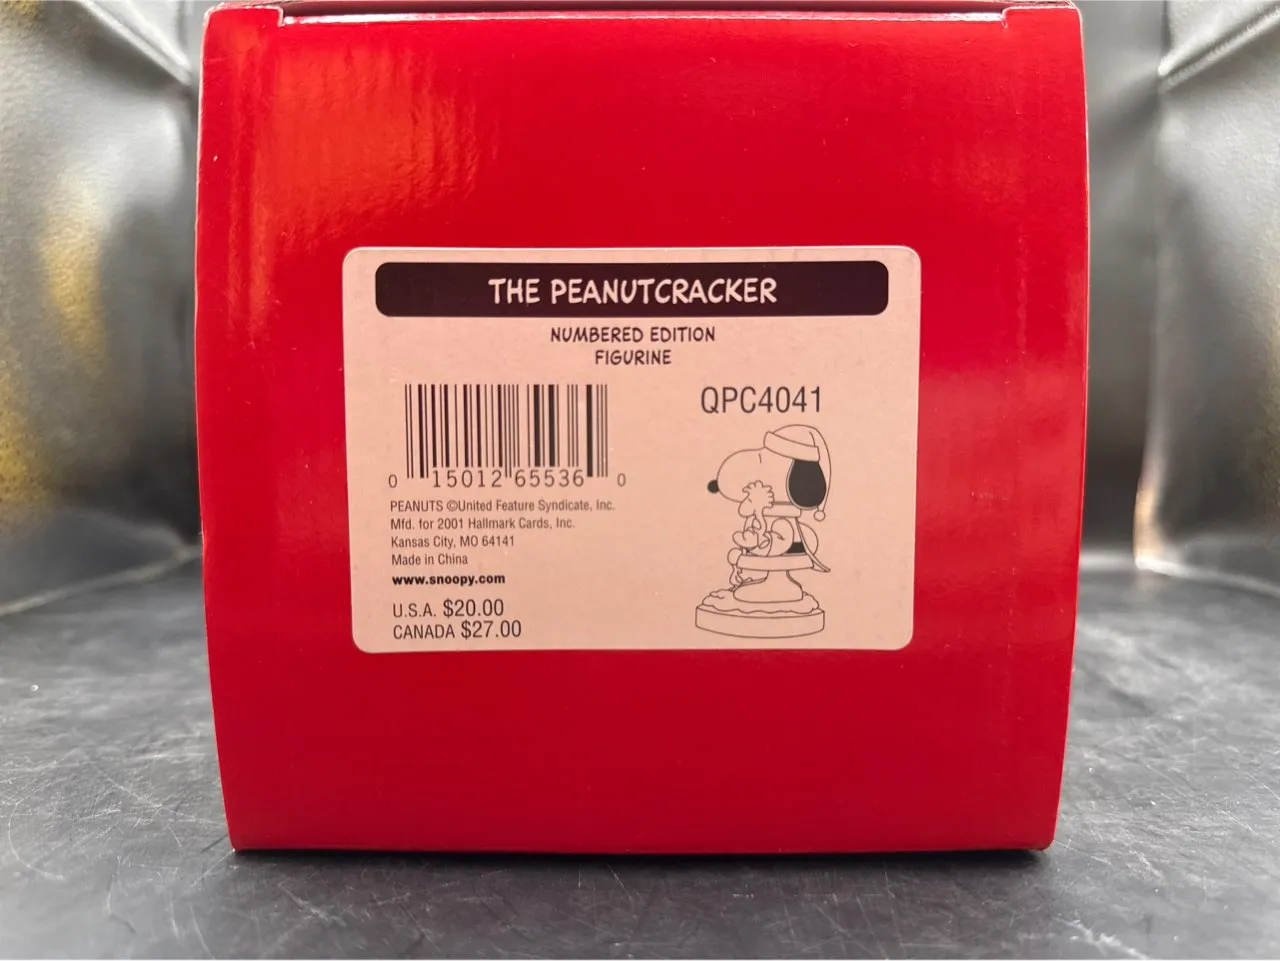 THE PEANUTCRACKER
NUMBERED EDITION
FIGURINE
QPC4041
0 15012 65536 0
PEANUTS ©United Feature Syndicate, Inc.
Mfd. for 2001 Hallmark Cards, Inc.
Kansas City, MO 64141
Made in China
www.snoopy.com
U.S.A. $20.00
CANADA $27.00